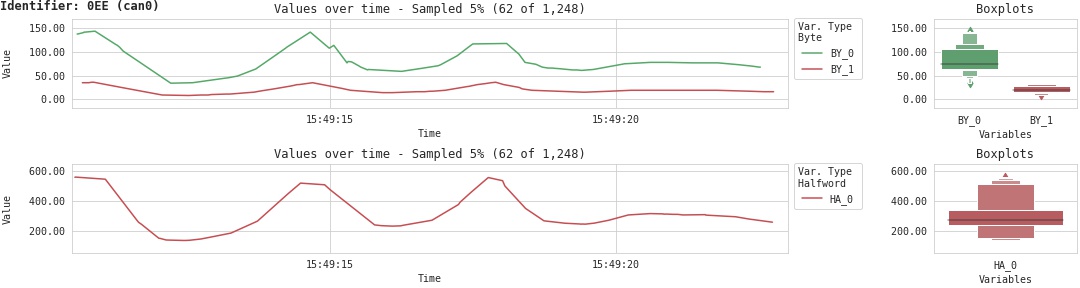 Identifier: 0EE (can0)
Values over time - Sampled 5% (62 of 1,248)
Boxplots
Value
150.00
100.00
50.00
0.00
15:49:15
15:49:20
Time
Var. Type
Byte
BY_0
BY_1
150.00
100.00
50.00
0.00
BY_0
BY_1
Variables
Values over time - Sampled 5% (62 of 1,248)
Boxplots
Value
600.00
400.00
200.00
15:49:15
15:49:20
Time
Var. Type
Halfword
HA_0
600.00
400.00
200.00
HA_0
Variables